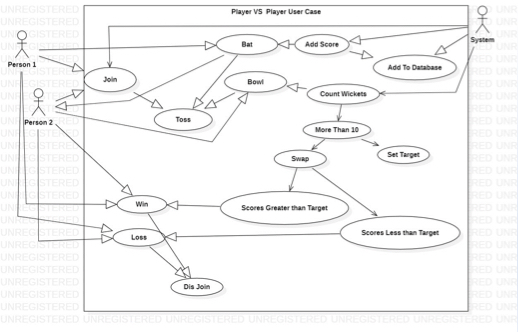 Player VS Player User Case
System
Person 1
Bat
Add Score
Add To Database
Join
Bowl
Count Wickets
Person 2
Toss
More Than 10
Swap
Set Target
Win
Scores Greater than Target
Loss
Scores Less than Target
Dis Join
UNREGISTERED UNREGISTERED UNREGISTERED UNREGISTERED UNREGISTERED UNREGISTERED